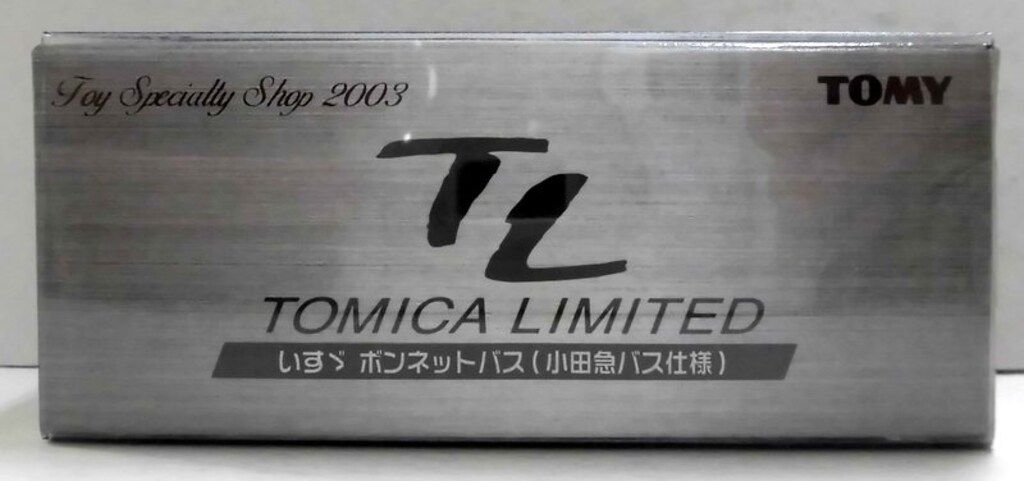 Toy Specialty Shop 2003
TOMY
TL
TOMICA LIMITED
いすゞ ボンネットバス(小田急バス仕様)